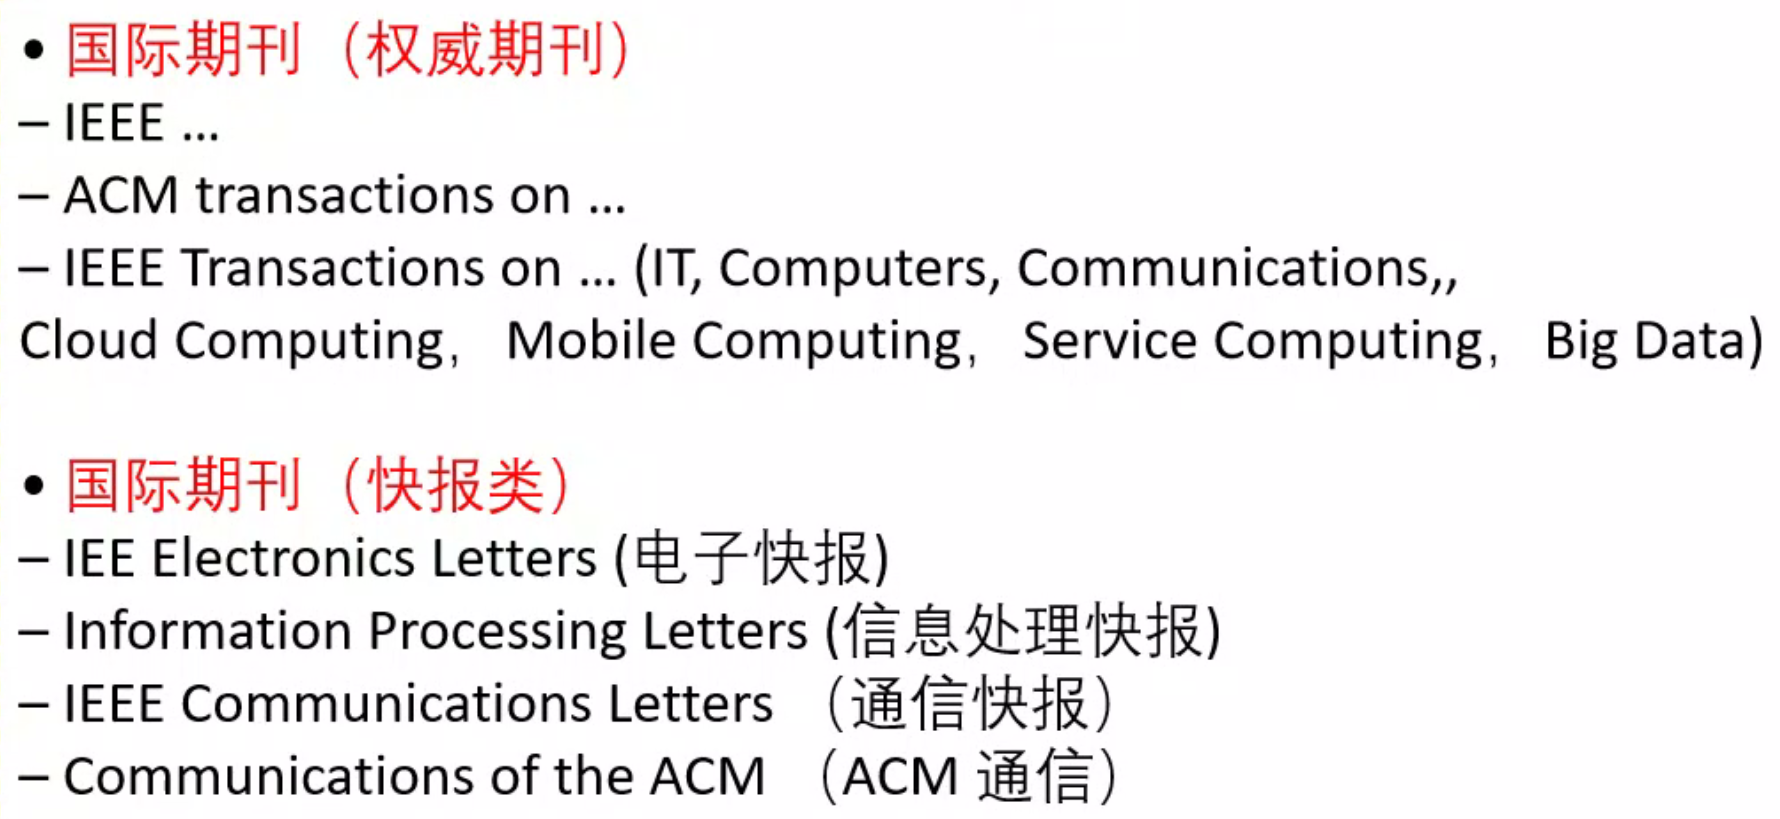 • 国际期刊（权威期刊）
– IEEE ...
– ACM transactions on ...
– IEEE Transactions on ... (IT, Computers, Communications,,
Cloud Computing， Mobile Computing， Service Computing， Big Data)
• 国际期刊（快报类）
– IEE Electronics Letters (电子快报)
– Information Processing Letters (信息处理快报)
– IEEE Communications Letters （通信快报）
– Communications of the ACM （ACM 通信）